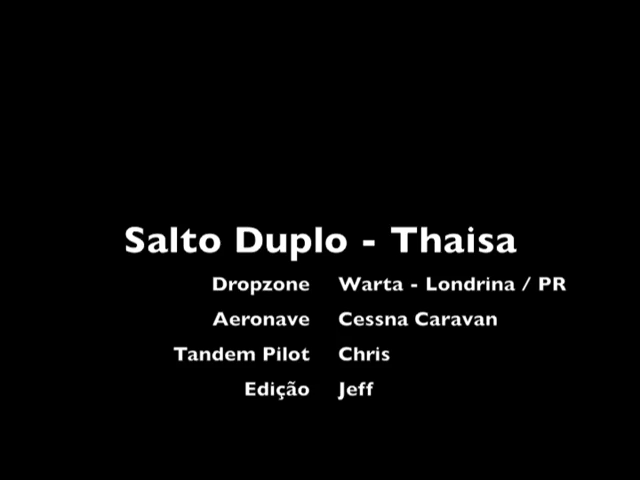 Salto Duplo - Thaisa
Dropzone Warta - Londrina / PR
Aeronave Cessna Caravan
Tandem Pilot Chris
Edição Jeff